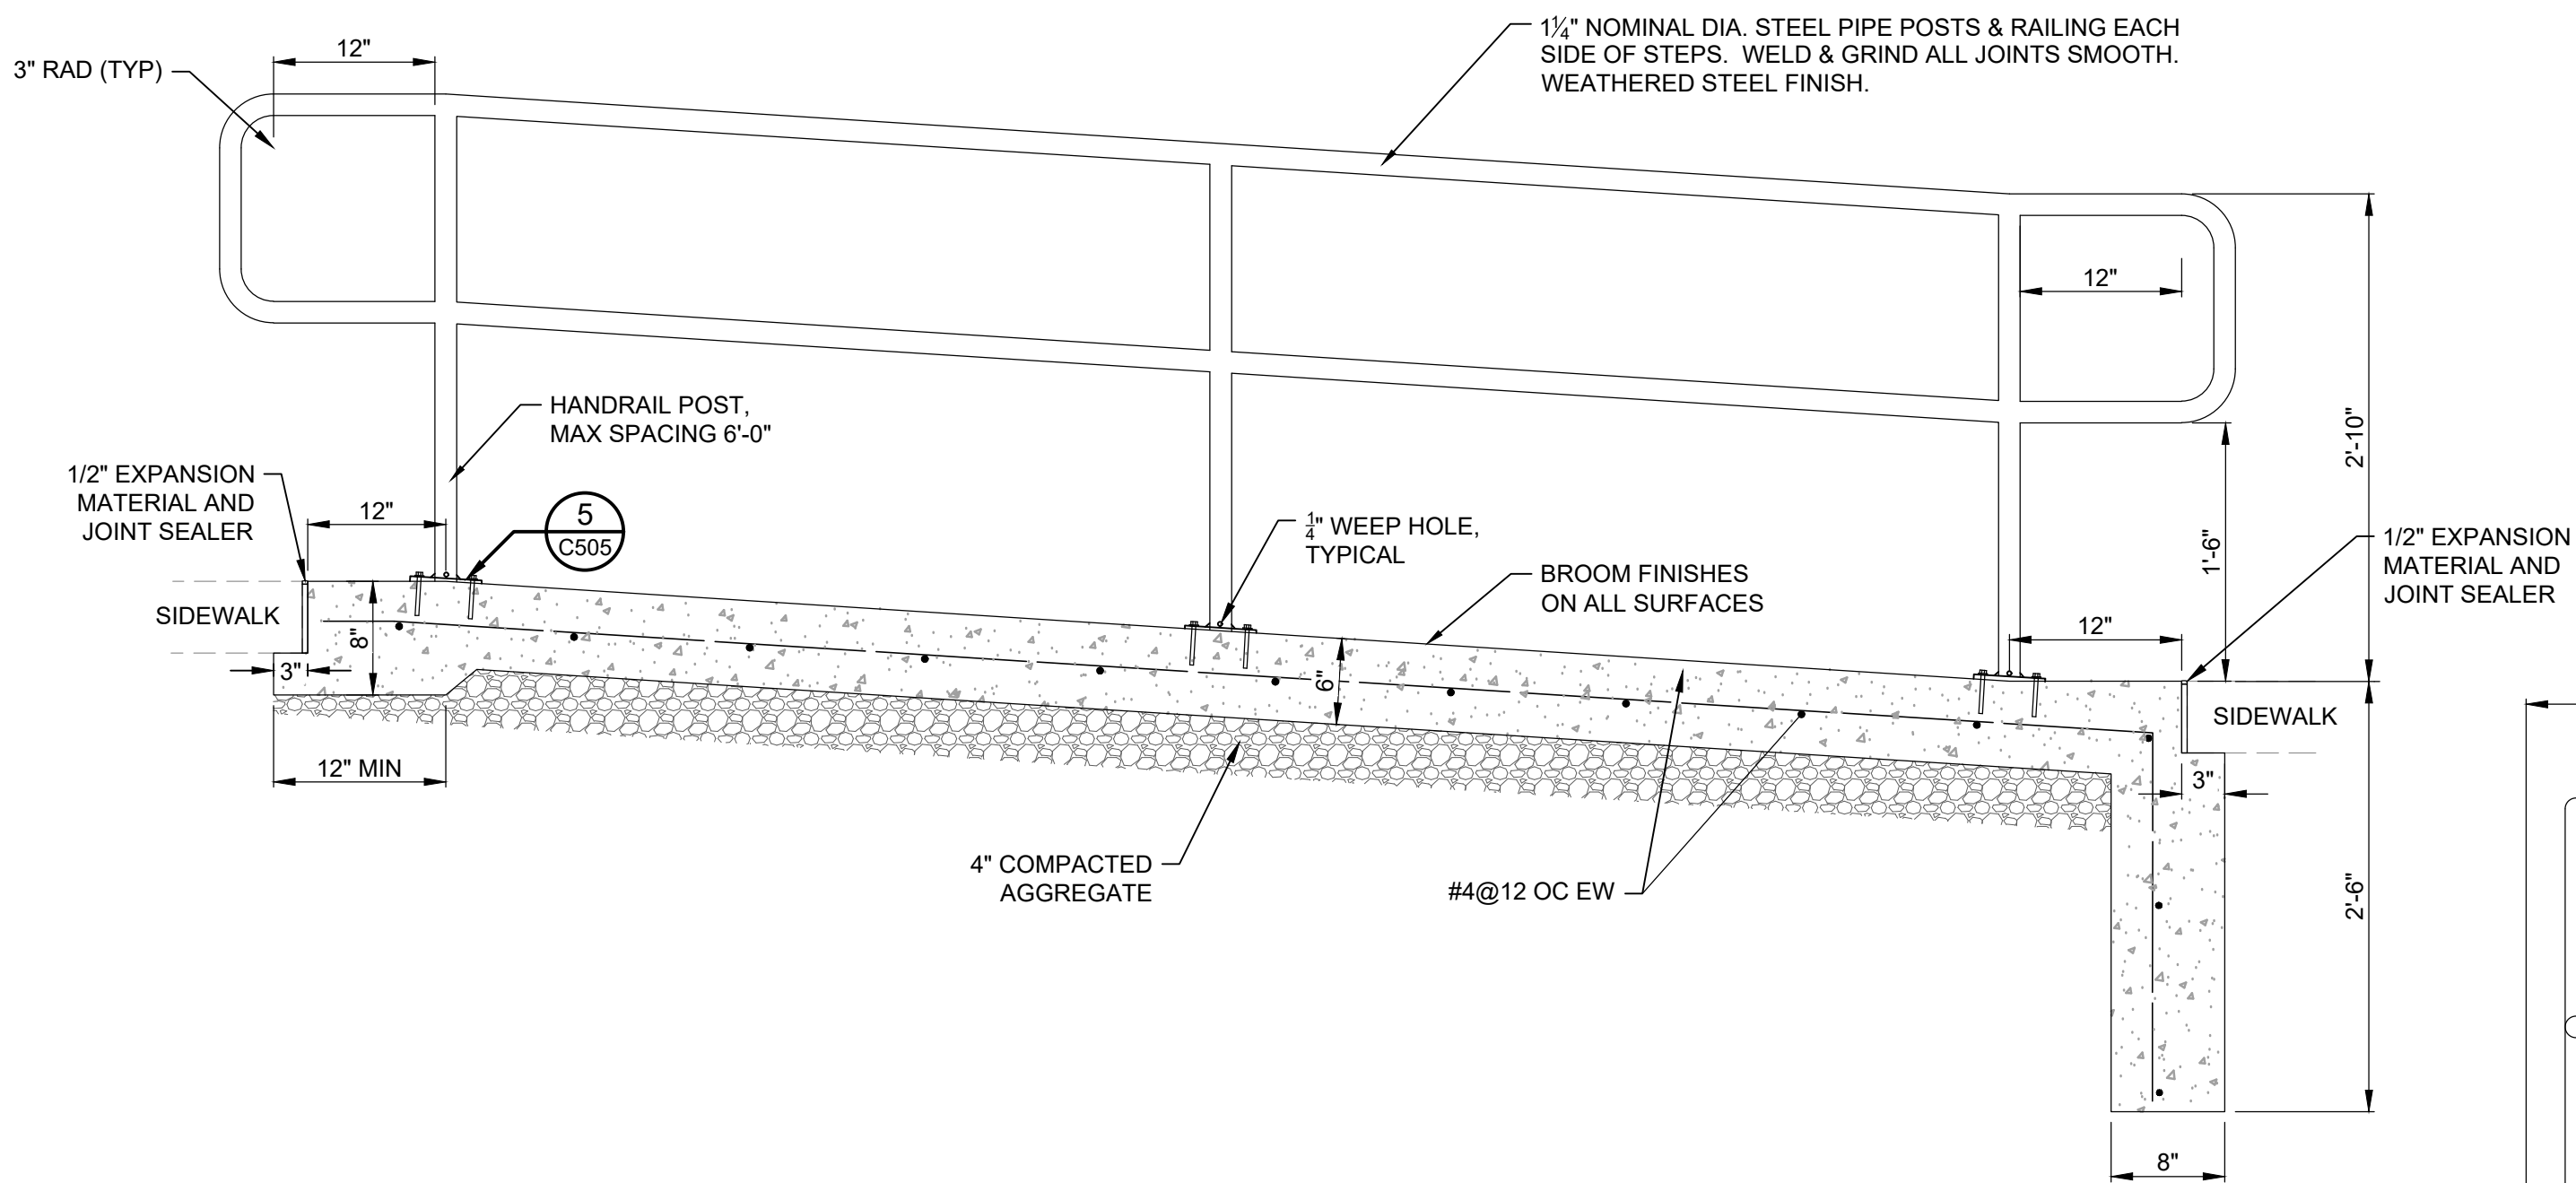 1¼" NOMINAL DIA. STEEL PIPE POSTS & RAILING EACH
SIDE OF STEPS.  WELD & GRIND ALL JOINTS SMOOTH.
WEATHERED STEEL FINISH.
12"
3" RAD (TYP)
12"
HANDRAIL POST,
MAX SPACING 6'-0"
2'-10"
1/2" EXPANSION
MATERIAL AND
JOINT SEALER
12"
5
C505
¼" WEEP HOLE,
TYPICAL
BROOM FINISHES
ON ALL SURFACES
1'-6"
1/2" EXPANSION
MATERIAL AND
JOINT SEALER
12"
SIDEWALK
8"
3"
6"
SIDEWALK
12" MIN
3"
4" COMPACTED
AGGREGATE
#4@12 OC EW
2'-6"
8"